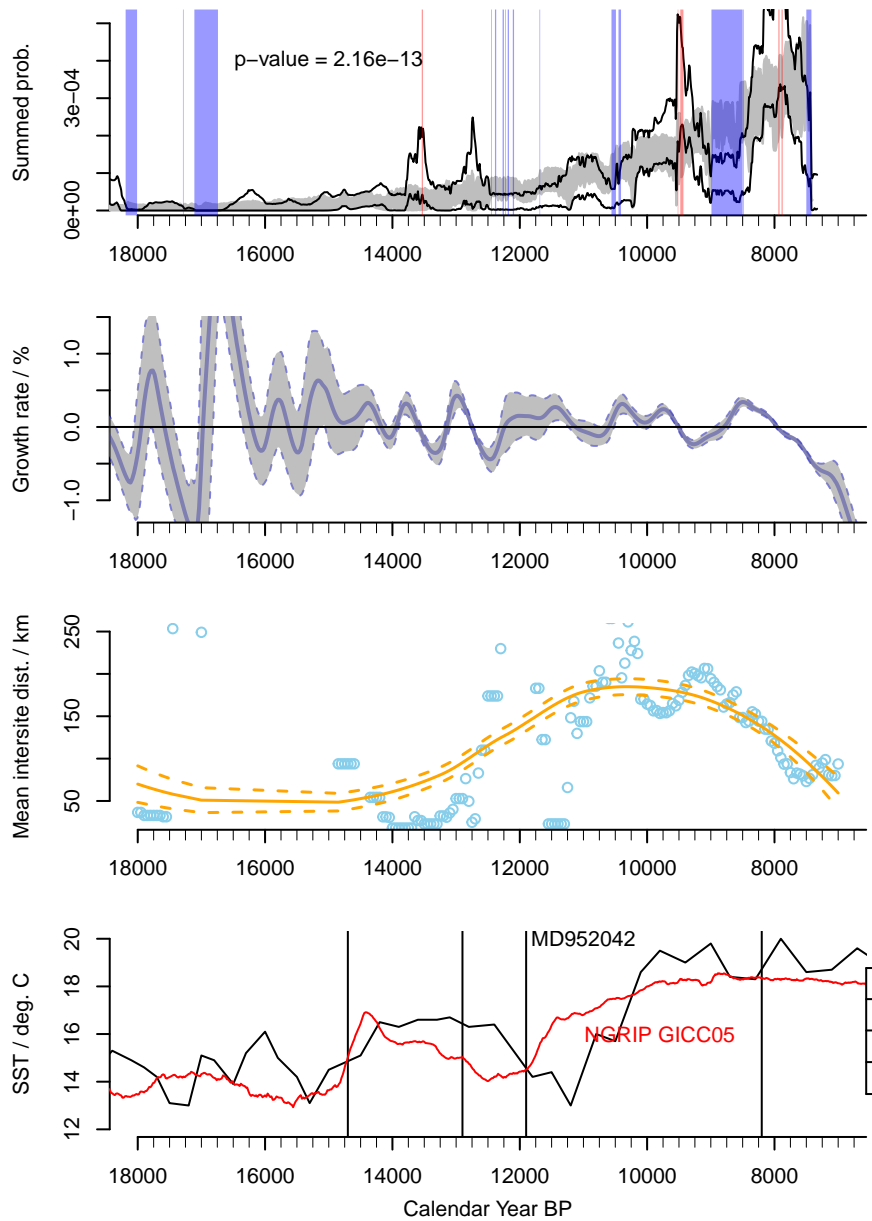 Summed prob.
3e−04
0e+00
p−value = 2.16e−13
18000 16000 14000 12000 10000 8000
Growth rate / %
1.0
0.0
−1.0
18000 16000 14000 12000 10000 8000
Mean intersite dist. / km
250
150
50
18000 16000 14000 12000 10000 8000
SST / deg. C
20
18
16
14
12
MD952042
NGRIP GICC05
18000 16000 14000 12000 10000 8000
Calendar Year BP